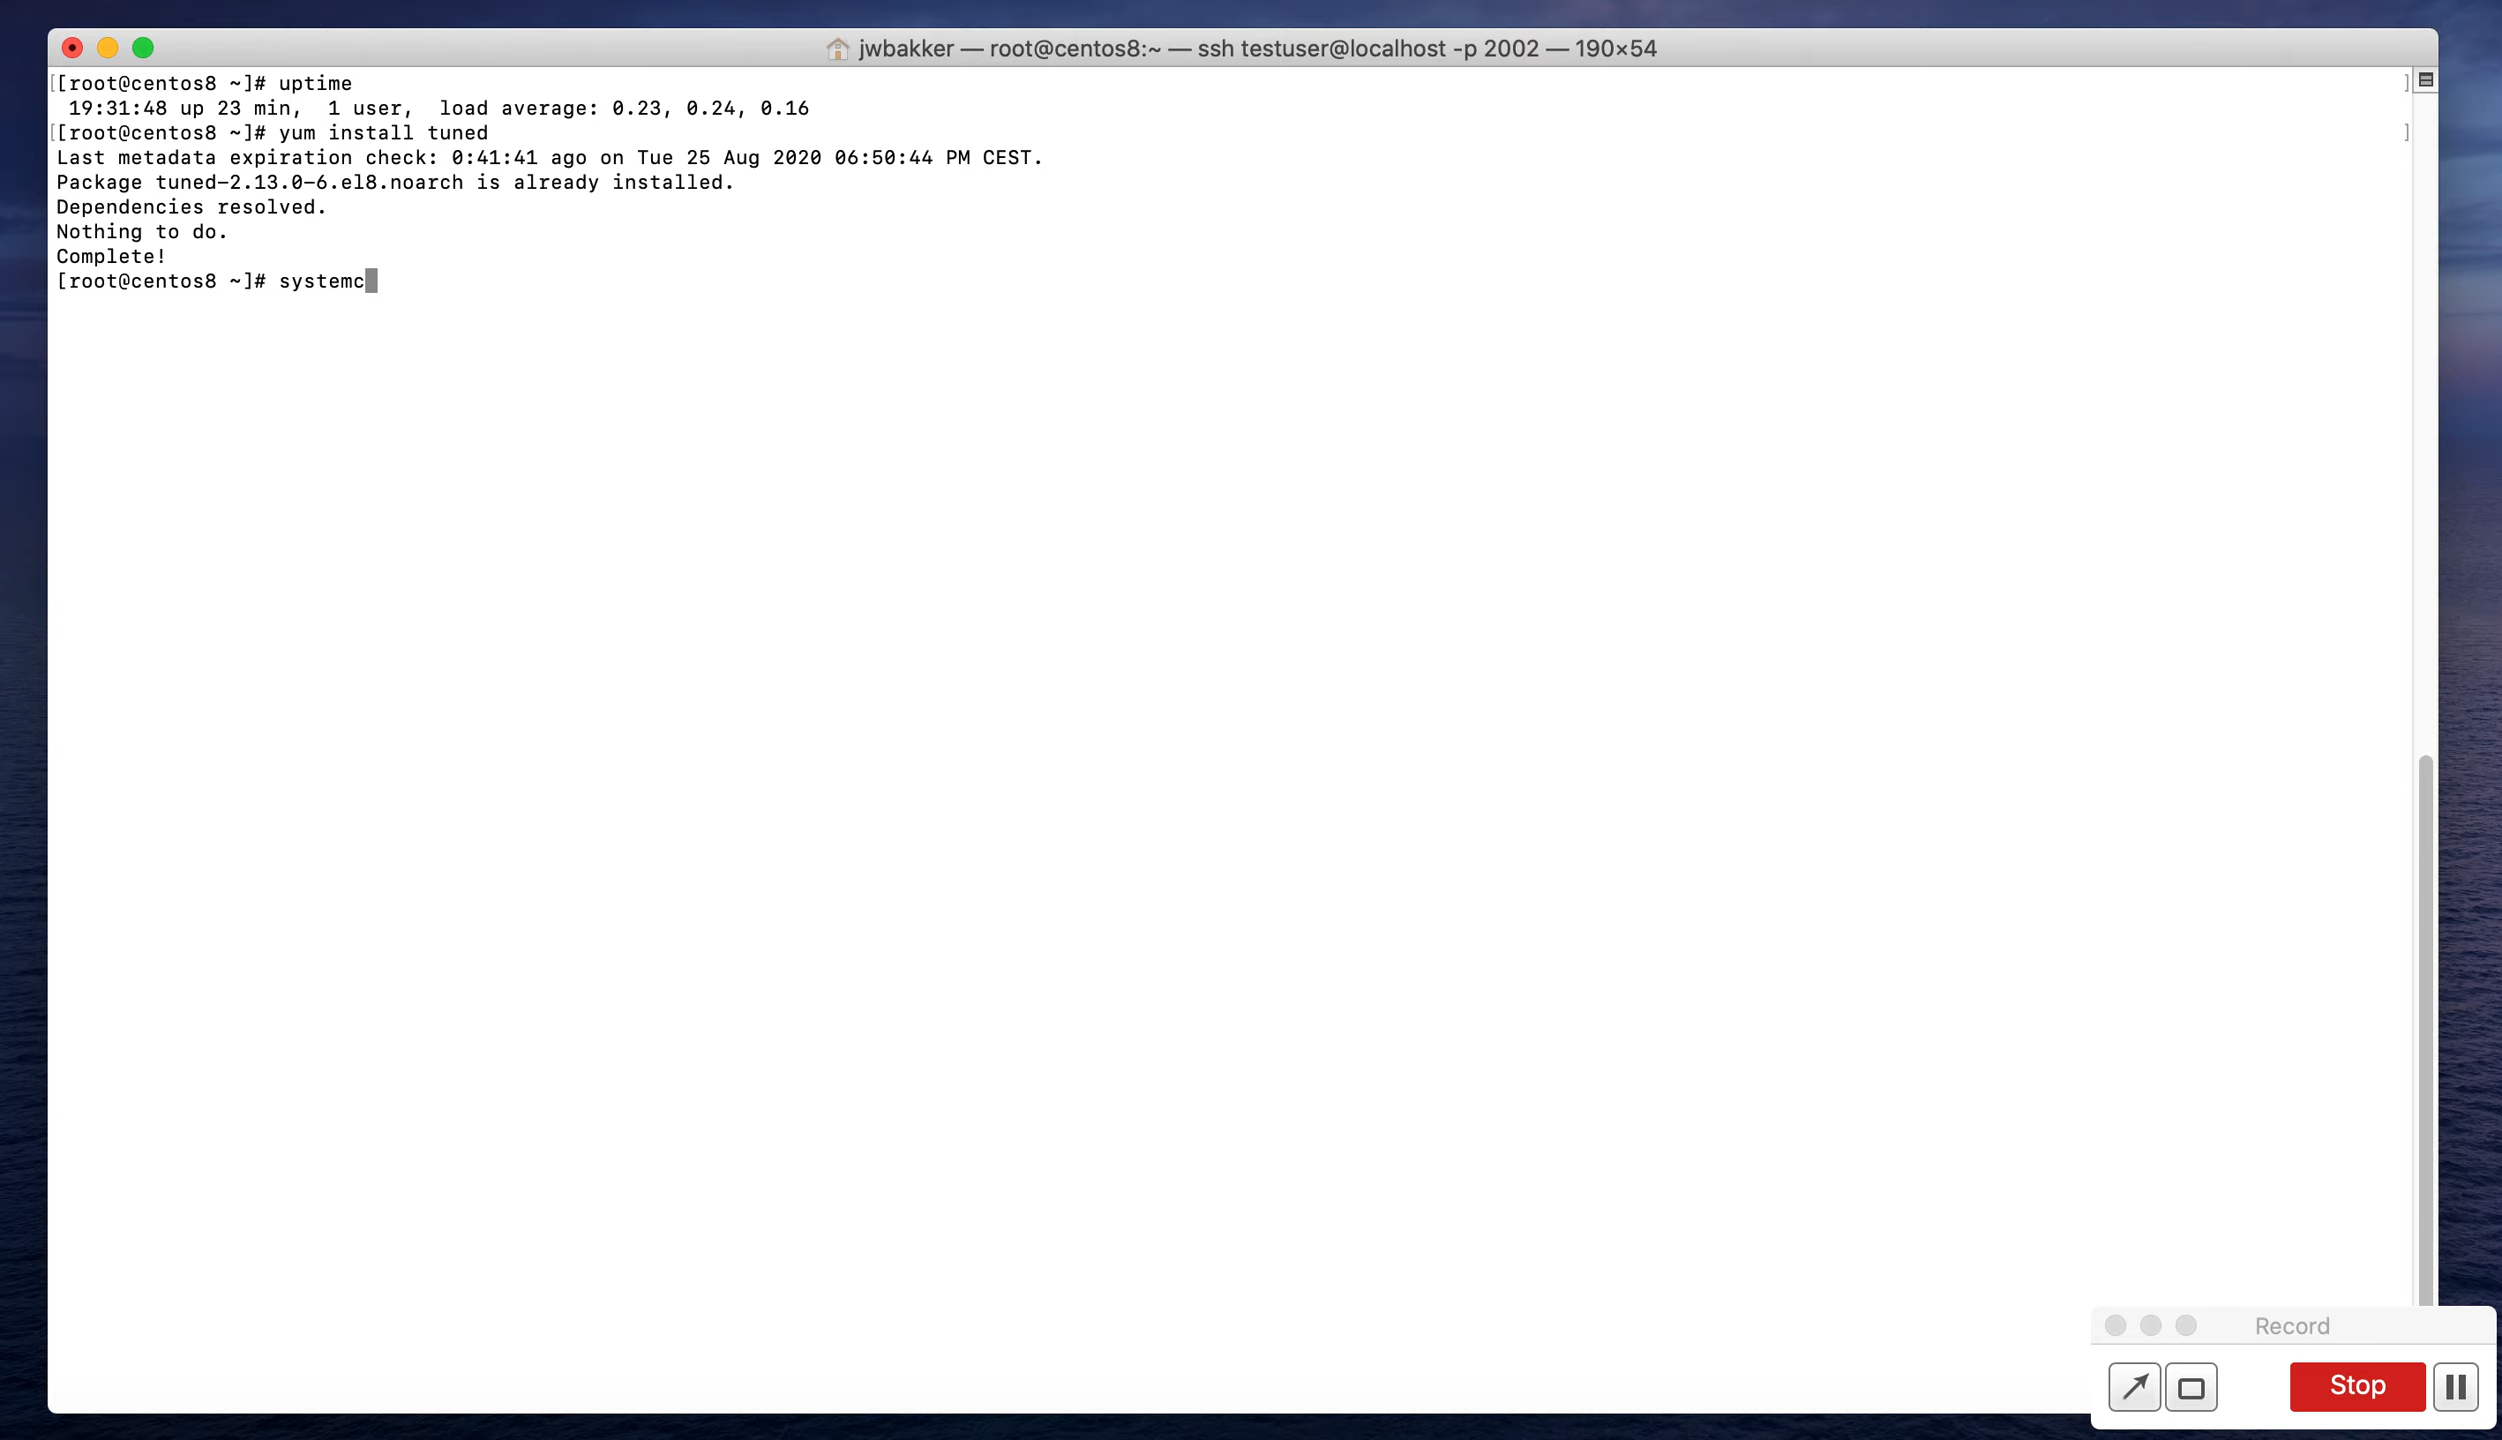 jwbakker — root@centos8:~ — ssh testuser@localhost -p 2002 — 190×54
[[root@centos8 ~]# uptime ]
 19:31:48 up 23 min,  1 user,  load average: 0.23, 0.24, 0.16
[[root@centos8 ~]# yum install tuned ]
Last metadata expiration check: 0:41:41 ago on Tue 25 Aug 2020 06:50:44 PM CEST.
Package tuned-2.13.0-6.el8.noarch is already installed.
Dependencies resolved.
Nothing to do.
Complete!
[root@centos8 ~]# systemc
Record
Stop